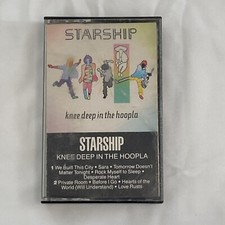 STARSHIP
knee deep in the hoopla
STARSHIP
KNEE DEEP IN THE HOOPLA
1 We Built This City • Sara • Tomorrow Doesn't
Matter Tonight • Rock Myself to Sleep •
Desperate Heart
2 Private Room • Before I Go • Hearts of the
World (Will Understand) • Love Rusts